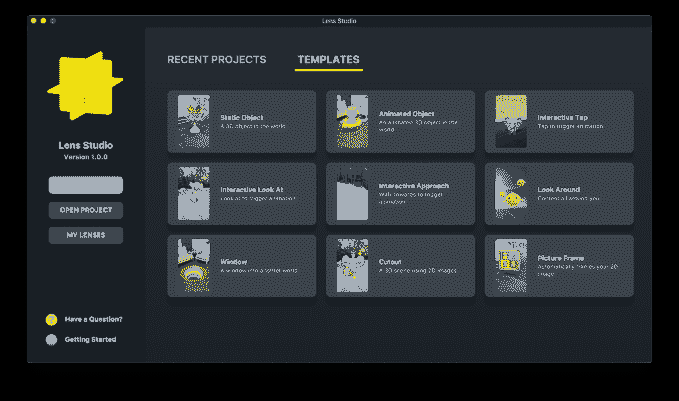 Lens Studio
RECENT PROJECTS
TEMPLATES
Lens Studio
Version 1.0.0
OPEN PROJECT
MY LENSES
Have a Question?
Getting Started
Static Object
A 3D object in the world
Animated Object
An animated 3D object in the
world
Interactive Tap
Tap to trigger animation
Interactive Look At
Look at to trigger animation
Interactive Approach
Walk towards to trigger
animation
Look Around
Content all around you
Window
A window into a other world
Cutout
A 3D scene using 2D images
Picture Frame
Automatically frames your 2D
image